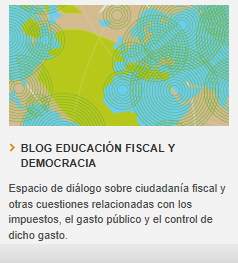 BLOG EDUCACIÓN FISCAL Y
DEMOCRACIA
Espacio de diálogo sobre ciudadanía fiscal y
otras cuestiones relacionadas con los
impuestos, el gasto público y el control de
dicho gasto.